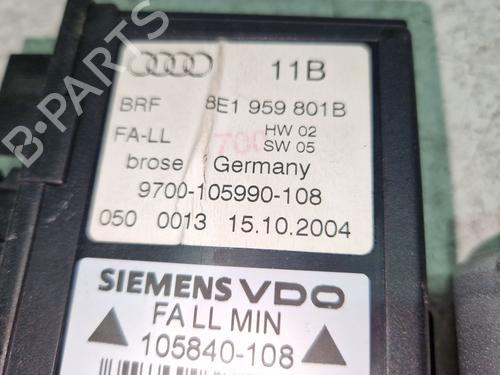 11B
BRF 8E1 959 801B
FA-LL 700 HW 02
SW 05
brose Germany
9700-105990-108
050 0013 15.10.2004
SIEMENS VDO
FA LL MIN
105840-108